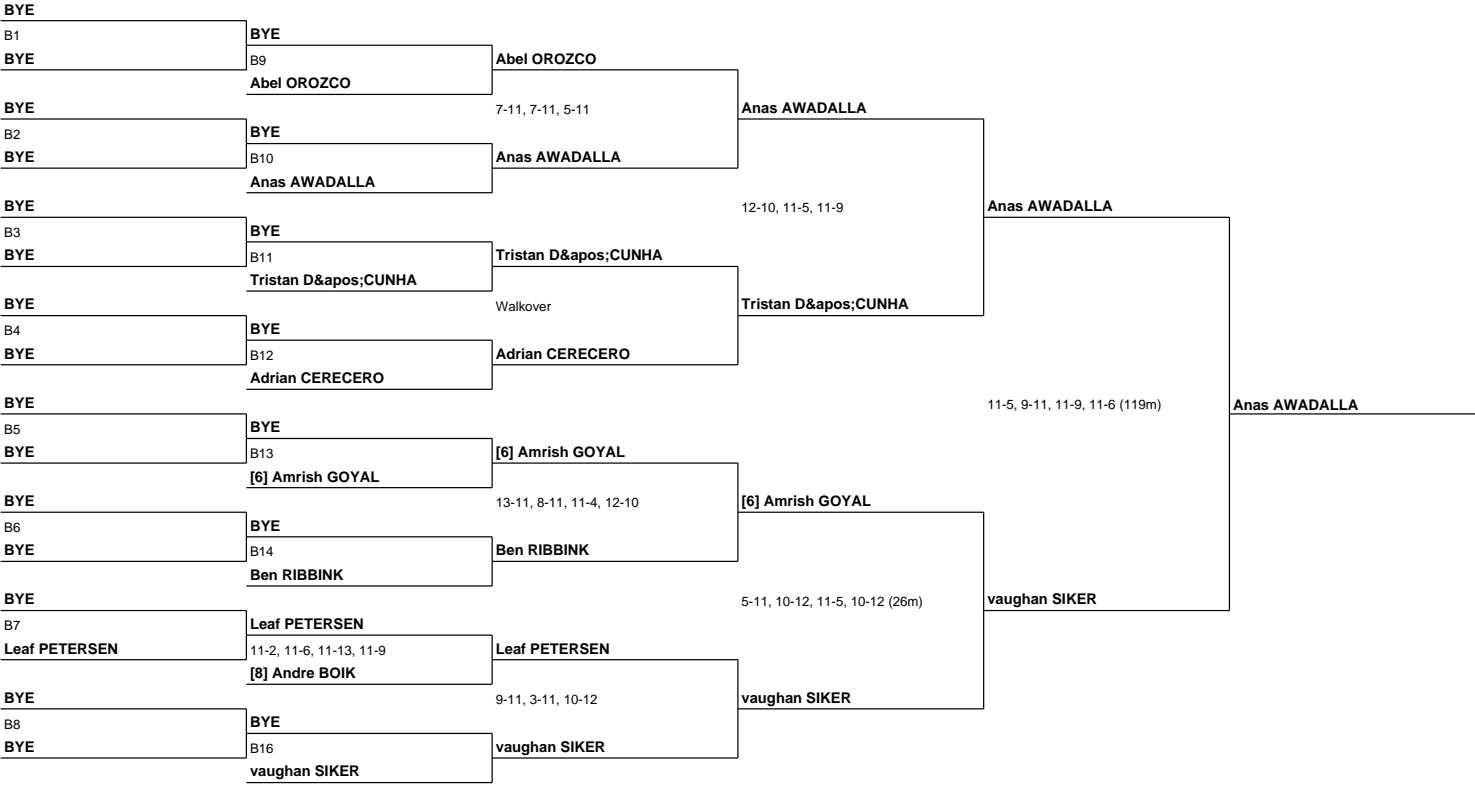 BYE
B1
BYE
BYE
B9
Abel OROZCO
Abel OROZCO
BYE
B2
BYE
BYE
B10
Anas AWADALLA
7-11, 7-11, 5-11
Anas AWADALLA
Anas AWADALLA
BYE
B3
BYE
BYE
B11
Tristan D&apos;CUNHA
Tristan D&apos;CUNHA
12-10, 11-5, 11-9
Anas AWADALLA
BYE
B4
BYE
BYE
B12
Adrian CERECERO
Walkover
Adrian CERECERO
Tristan D&apos;CUNHA
BYE
B5
BYE
BYE
B13
[6] Amrish GOYAL
[6] Amrish GOYAL
11-5, 9-11, 11-9, 11-6 (119m)
Anas AWADALLA
BYE
B6
BYE
BYE
B14
Ben RIBBINK
13-11, 8-11, 11-4, 12-10
Ben RIBBINK
[6] Amrish GOYAL
BYE
B7
Leaf PETERSEN
Leaf PETERSEN
11-2, 11-6, 11-13, 11-9
[8] Andre BOIK
Leaf PETERSEN
5-11, 10-12, 11-5, 10-12 (26m)
vaughan SIKER
BYE
B8
BYE
BYE
B16
vaughan SIKER
9-11, 3-11, 10-12
vaughan SIKER
vaughan SIKER